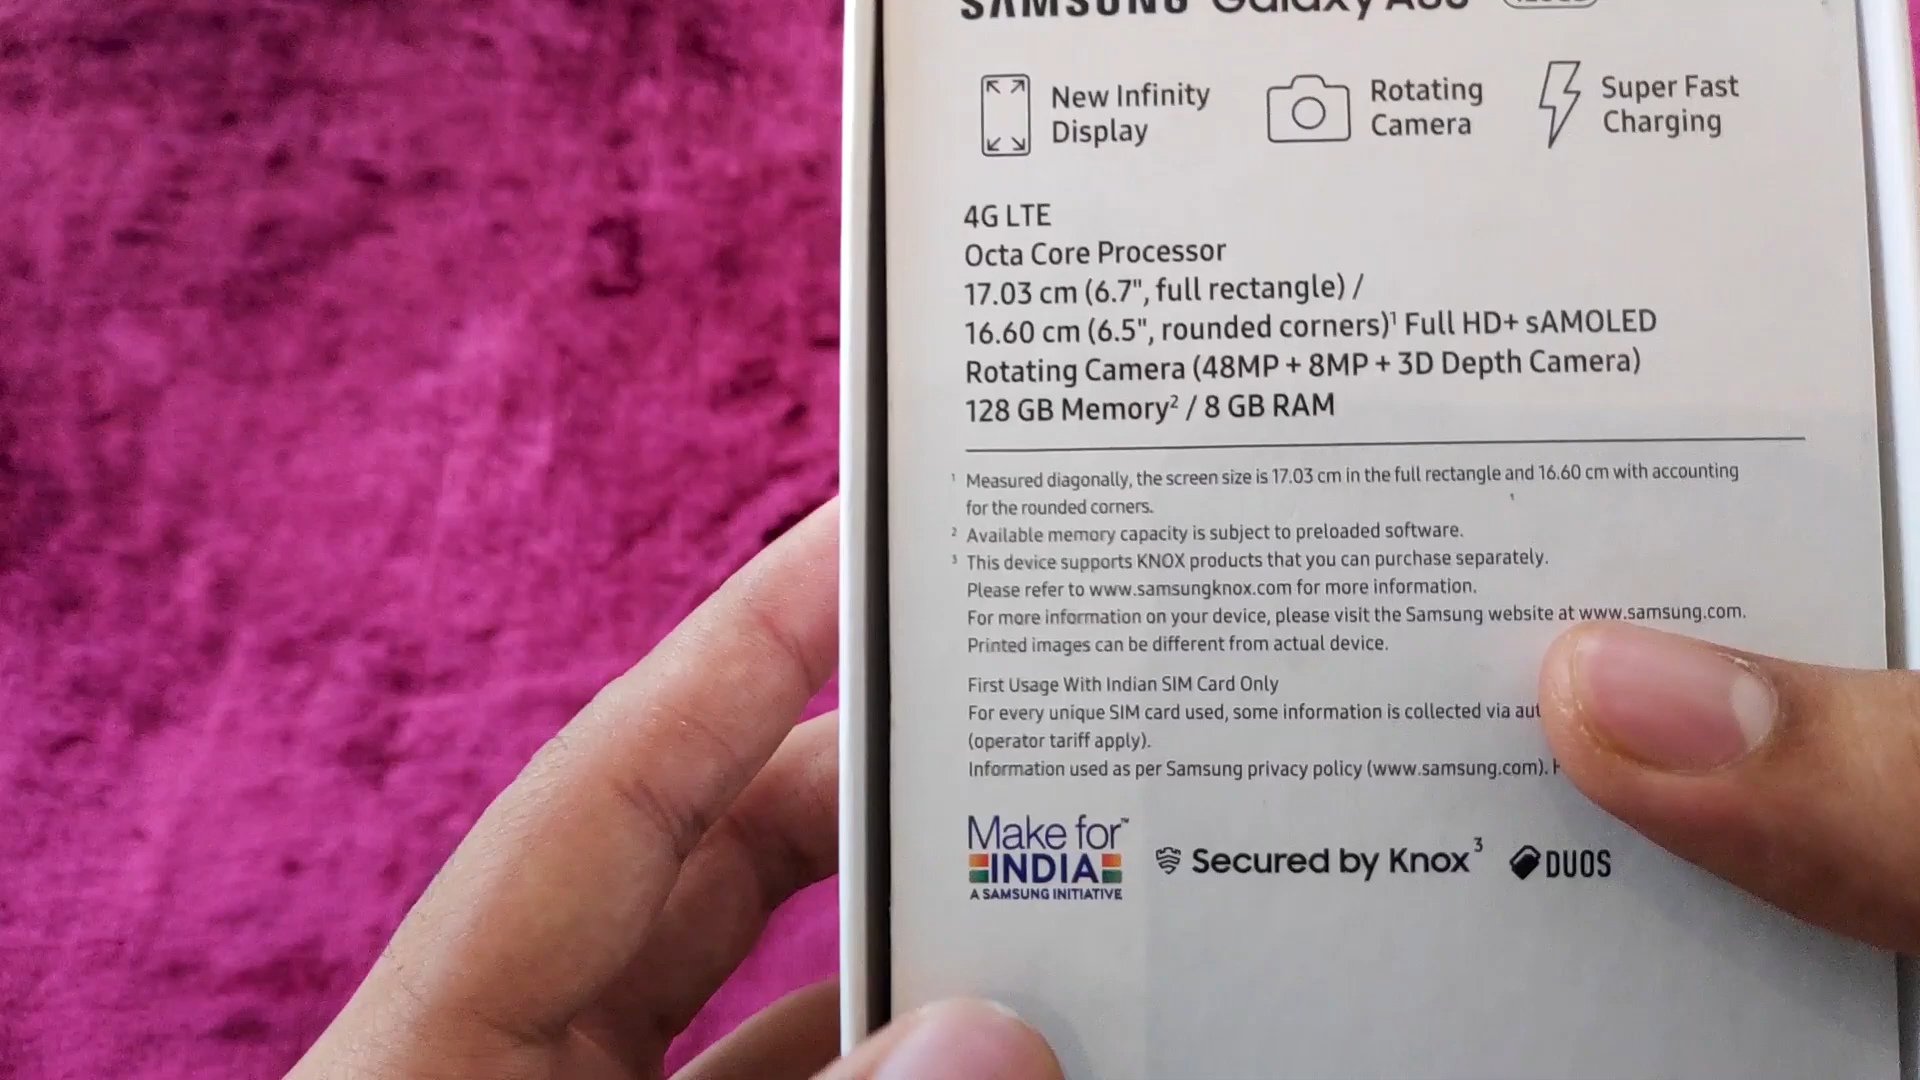 SAMSUNG Galaxy
New Infinity
Display
Rotating
Camera
Super Fast
Charging
4G LTE
Octa Core Processor
17.03 cm (6.7", full rectangle) /
16.60 cm (6.5", rounded corners)¹ Full HD+ sAMOLED
Rotating Camera (48MP + 8MP + 3D Depth Camera)
128 GB Memory² / 8 GB RAM
¹ Measured diagonally, the screen size is 17.03 cm in the full rectangle and 16.60 cm with accounting
for the rounded corners.
² Available memory capacity is subject to preloaded software.
³ This device supports KNOX products that you can purchase separately.
Please refer to www.samsungknox.com for more information.
For more information on your device, please visit the Samsung website at www.samsung.com.
Printed images can be different from actual device.
First Usage With Indian SIM Card Only
For every unique SIM card used, some information is collected via
(operator tariff apply).
Information used as per Samsung privacy policy (www.samsung.com).
Make for™
INDIA
A SAMSUNG INITIATIVE
Secured by Knox³
DUOS